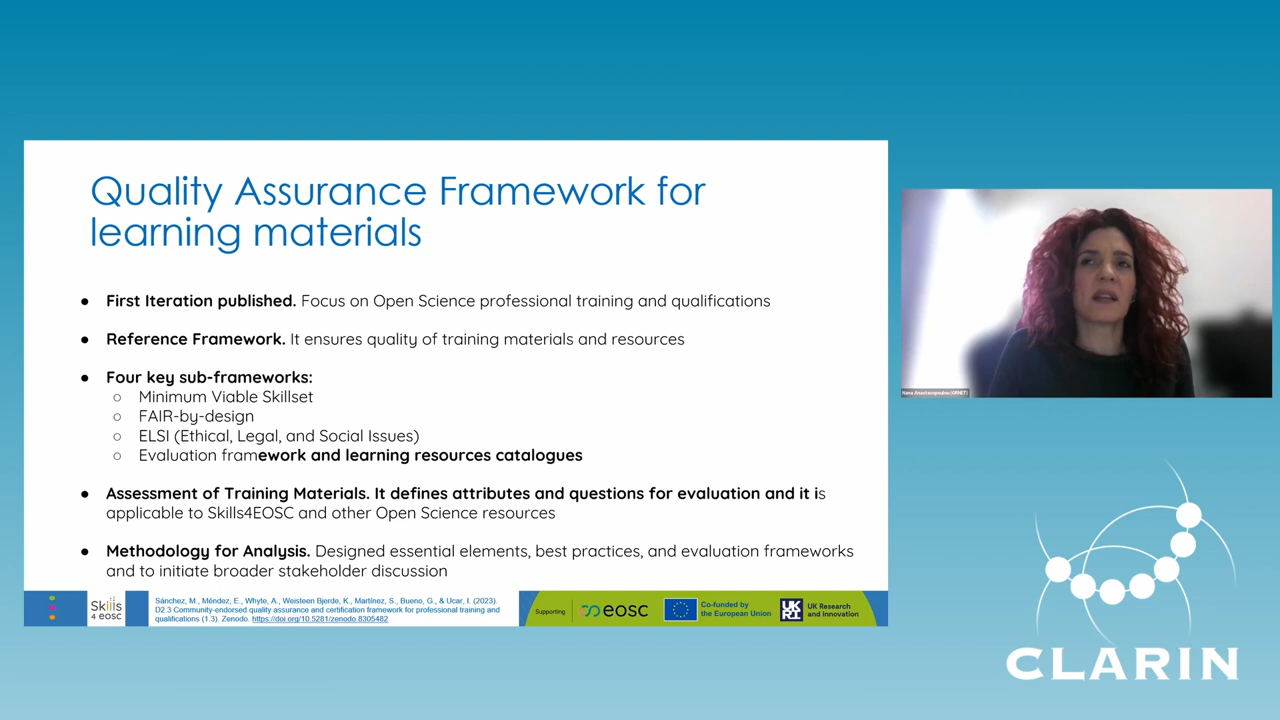 Quality Assurance Framework for
learning materials
● First Iteration published. Focus on Open Science professional training and qualifications
● Reference Framework. It ensures quality of training materials and resources
● Four key sub-frameworks:
○ Minimum Viable Skillset
○ FAIR-by-design
○ ELSI (Ethical, Legal, and Social Issues)
○ Evaluation framework and learning resources catalogues
● Assessment of Training Materials. It defines attributes and questions for evaluation and it is
applicable to Skills4EOSC and other Open Science resources
● Methodology for Analysis. Designed essential elements, best practices, and evaluation frameworks
and to initiate broader stakeholder discussion
Skills
4 eosc
Sánchez, M., Méndez, E., Whyte, A., Weisteen Bjerde, K., Martínez, S., Bueno, G., & Ucar, I. (2023).
D2.3 Community-endorsed quality assurance and certification framework for professional training and
qualifications (1.3). Zenodo. https://doi.org/10.5281/zenodo.8305482
Supporting
eosc
Co-funded by
the European Union
UKRI
UK Research
and Innovation
Nana Anastasopoulou (GRNET)
CLARIN